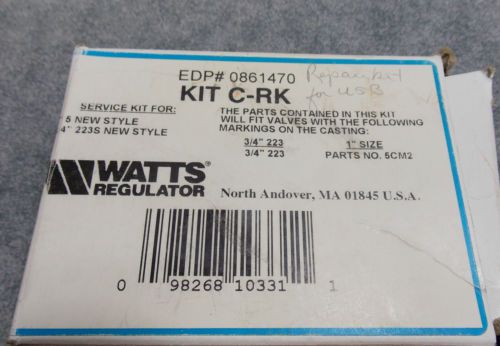 EDP# 0861470
Repair kit
for USB
KIT C-RK
SERVICE KIT FOR:
5 NEW STYLE
4" 223S NEW STYLE
THE PARTS CONTAINED IN THIS KIT
WILL FIT VALVES WITH THE FOLLOWING
MARKINGS ON THE CASTING:
3/4" 223 1" SIZE
3/4" 223 PARTS NO. 5CM2
WATTS®
REGULATOR
North Andover, MA 01845 U.S.A.
0 98268 10331 1